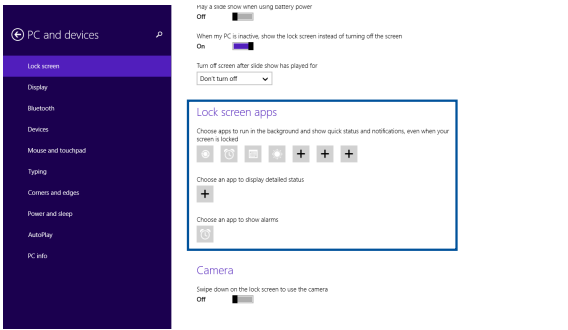 PC and devices
Lock screen
Display
Bluetooth
Devices
Mouse and touchpad
Typing
Corners and edges
Power and sleep
AutoPlay
PC info
Play a slide show when using battery power
Off
When my PC is inactive, show the lock screen instead of turning off the screen
On
Turn off screen after slide show has played for
Don't turn off
Lock screen apps
Choose apps to run in the background and show quick status and notifications, even when your
screen is locked
Choose an app to display detailed status
Choose an app to show alarms
Camera
Swipe down on the lock screen to use the camera
Off